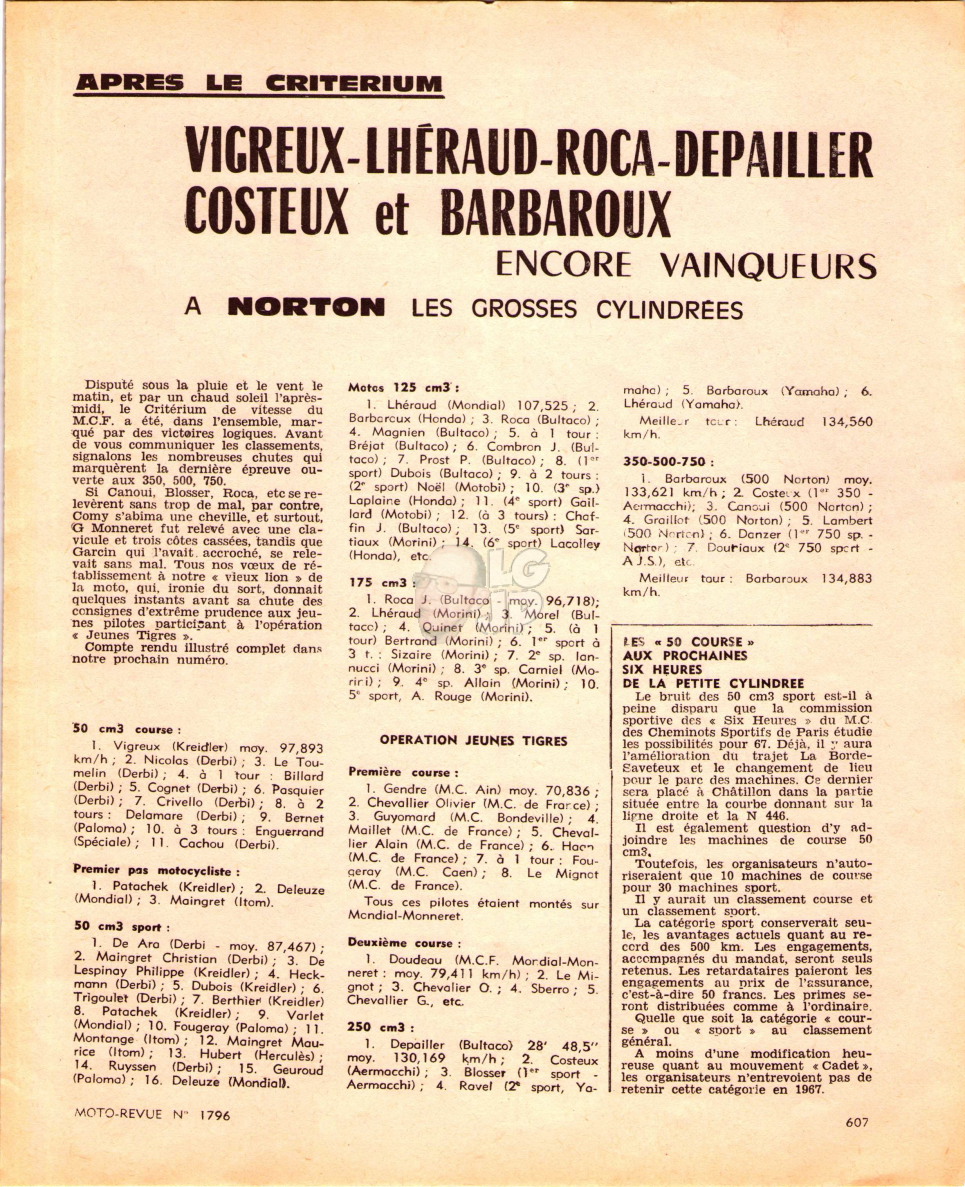 APRES LE CRITERIUM
VIGREUX-LHÉRAUD-ROCA-DEPAILLER
COSTEUX et BARBAROUX
ENCORE VAINQUEURS
A NORTON LES GROSSES CYLINDRÉES
Disputé sous la pluie et le vent le
matin, et par un chaud soleil l'après-
midi, le Critérium de vitesse du
M.C.F. a été, dans l'ensemble, mar-
qué par des victoires logiques. Avant
de vous communiquer les classements,
signalons les nombreuses chutes qui
marquèrent la dernière épreuve ou-
verte aux 350, 500, 750.
Si Canoui, Blosser, Roca, etc se re-
levèrent sans trop de mal, par contre,
Comy s'abima une cheville, et surtout,
G Monneret fut relevé avec une cla-
vicule et trois côtes cassées, tandis que
Garcin qui l'avait accroché, se rele-
vait sans mal. Tous nos vœux de ré-
tablissement à notre « vieux lion » de
la moto, qui, ironie du sort, donnait
quelques instants avant sa chute des
consignes d'extrême prudence aux jeu-
nes pilotes participant à l'opération
« Jeunes Tigres ».
Compte rendu illustré complet dans
notre prochain numéro.
50 cm3 course :
1. Vigreux (Kreidler) moy. 97,893
km/h ; 2. Nicolas (Derbi) ; 3. Le Tou-
melin (Derbi) ; 4. à 1 tour : Billard
(Derbi) ; 5. Cognet (Derbi) ; 6. Pasquier
(Derbi) ; 7. Crivello (Derbi) ; 8. à 2
tours : Delamare (Derbi) ; 9. Bernet
(Paloma) ; 10. à 3 tours : Enguerrand
(Spéciale) ; 11. Cachou (Derbi).
Premier pas motocycliste :
1. Patachek (Kreidler) ; 2. Deleuze
(Mondial) ; 3. Maingret (Itom).
50 cm3 sport :
1. De Ara (Derbi - moy. 87,467) ;
2. Maingret Christian (Derbi) ; 3. De
Lespinay Philippe (Kreidler) ; 4. Heck-
mann (Derbi) ; 5. Dubois (Kreidler) ; 6.
Trigoulet (Derbi) ; 7. Berthier (Kreidler)
8. Patachek (Kreidler) ; 9. Varlet
(Mondial) ; 10. Fougeray (Paloma) ; 11.
Montange (Itom) ; 12. Maingret Mau-
rice (Itom) ; 13. Hubert (Herculès) ;
14. Ruyssen (Derbi) ; 15. Geuroud
(Paloma) ; 16. Deleuze (Mondial).
Motos 125 cm3 :
1. Lhéraud (Mondial) 107,525 ; 2.
Barbaroux (Honda) ; 3. Roca (Bultaco) ;
4. Magnien (Bultaco) ; 5. à 1 tour :
Bréjat (Bultaco) ; 6. Combron J. (Bul-
taco) ; 7. Prost P. (Bultaco) ; 8. (1er
sport) Dubois (Bultaco) ; 9. à 2 tours :
(2e sport) Noël (Motobi) ; 10. (3e sp.)
Laplaine (Honda) ; 11. (4e sport) Gail-
lard (Motobi) ; 12. (à 3 tours) : Chaf-
fin J. (Bultaco) ; 13. (5e sport) Sar-
tiaux (Morini) ; 14. (6e sport) Lacolley
(Honda), etc.
175 cm3 :
1. Roca J. (Bultaco - moy. 96,718);
2. Lhéraud (Morini) ; 3. Morel (Bul-
taco) ; 4. Quinet (Morini) ; 5. (à 1
tour) Bertrand (Morini) ; 6. 1er sport à
3 t. : Sizaire (Morini) ; 7. 2e sp. Ian-
nucci (Morini) ; 8. 3e sp. Camiel (Mo-
rini) ; 9. 4e sp. Allain (Morini) ; 10.
5e sport, A. Rouge (Morini).
OPERATION JEUNES TIGRES
Première course :
1. Gendre (M.C. Ain) moy. 70,836 ;
2. Chevallier Olivier (M.C. de France) ;
3. Guyomard (M.C. Bondeville) ; 4.
Maillet (M.C. de France) ; 5. Cheval-
lier Alain (M.C. de France) ; 6. Haen
(M.C. de France) ; 7. à 1 tour : Fou-
geray (M.C. Caen) ; 8. Le Mignot
(M.C. de France).
Tous ces pilotes étaient montés sur
Mondial-Monneret.
Deuxième course :
1. Doudeau (M.C.F. Mondial-Mon-
neret : moy. 79,411 km/h) ; 2. Le Mi-
gnot ; 3. Chevalier O. ; 4. Sberro ; 5.
Chevallier G., etc.
250 cm3 :
1. Depailler (Bultaco) 28' 48,5"
moy. 130,169 km/h ; 2. Costeux
(Aermacchi) ; 3. Blosser (1er sport -
Aermacchi) ; 4. Ravel (2e sport, Ya-
maha) ; 5. Barbaroux (Yamaha) ; 6.
Lhéraud (Yamaha).
Meilleur tour : Lhéraud 134,560
km/h.
350-500-750 :
1. Barbaroux (500 Norton) moy.
133,621 km/h ; 2. Costeux (1er 350 -
Aermacchi); 3. Canoui (500 Norton) ;
4. Graillot (500 Norton) ; 5. Lambert
(500 Norton) ; 6. Danzer (1er 750 sp. -
Norton) ; 7. Douriaux (2e 750 sport -
A.J.S.), etc.
Meilleur tour : Barbaroux 134,883
km/h.
LES « 50 COURSE »
AUX PROCHAINES
SIX HEURES
DE LA PETITE CYLINDREE
Le bruit des 50 cm3 sport est-il à
peine disparu que la commission
sportive des « Six Heures » du M.C
des Cheminots Sportifs de Paris étudie
les possibilités pour 67. Déjà, il y aura
l'amélioration du trajet La Borde-
Saveteux et le changement de lieu
pour le parc des machines. Ce dernier
sera placé à Châtillon dans la partie
située entre la courbe donnant sur la
ligne droite et la N 446.
Il est également question d'y ad-
joindre les machines de course 50
cm3.
Toutefois, les organisateurs n'auto-
riseraient que 10 machines de course
pour 30 machines sport.
Il y aurait un classement course et
un classement sport.
La catégorie sport conserverait seu-
le, les avantages actuels quant au re-
cord des 500 km. Les engagements,
accompagnés du mandat, seront seuls
retenus. Les retardataires paieront les
engagements au prix de l'assurance,
c'est-à-dire 50 francs. Les primes se-
ront distribuées comme à l'ordinaire.
Quelle que soit la catégorie « cour-
se » ou « sport » au classement
général.
A moins d'une modification heu-
reuse quant au mouvement « Cadet »,
les organisateurs n'entrevoient pas de
retenir cette catégorie en 1967.
MOTO-REVUE N° 1796
607